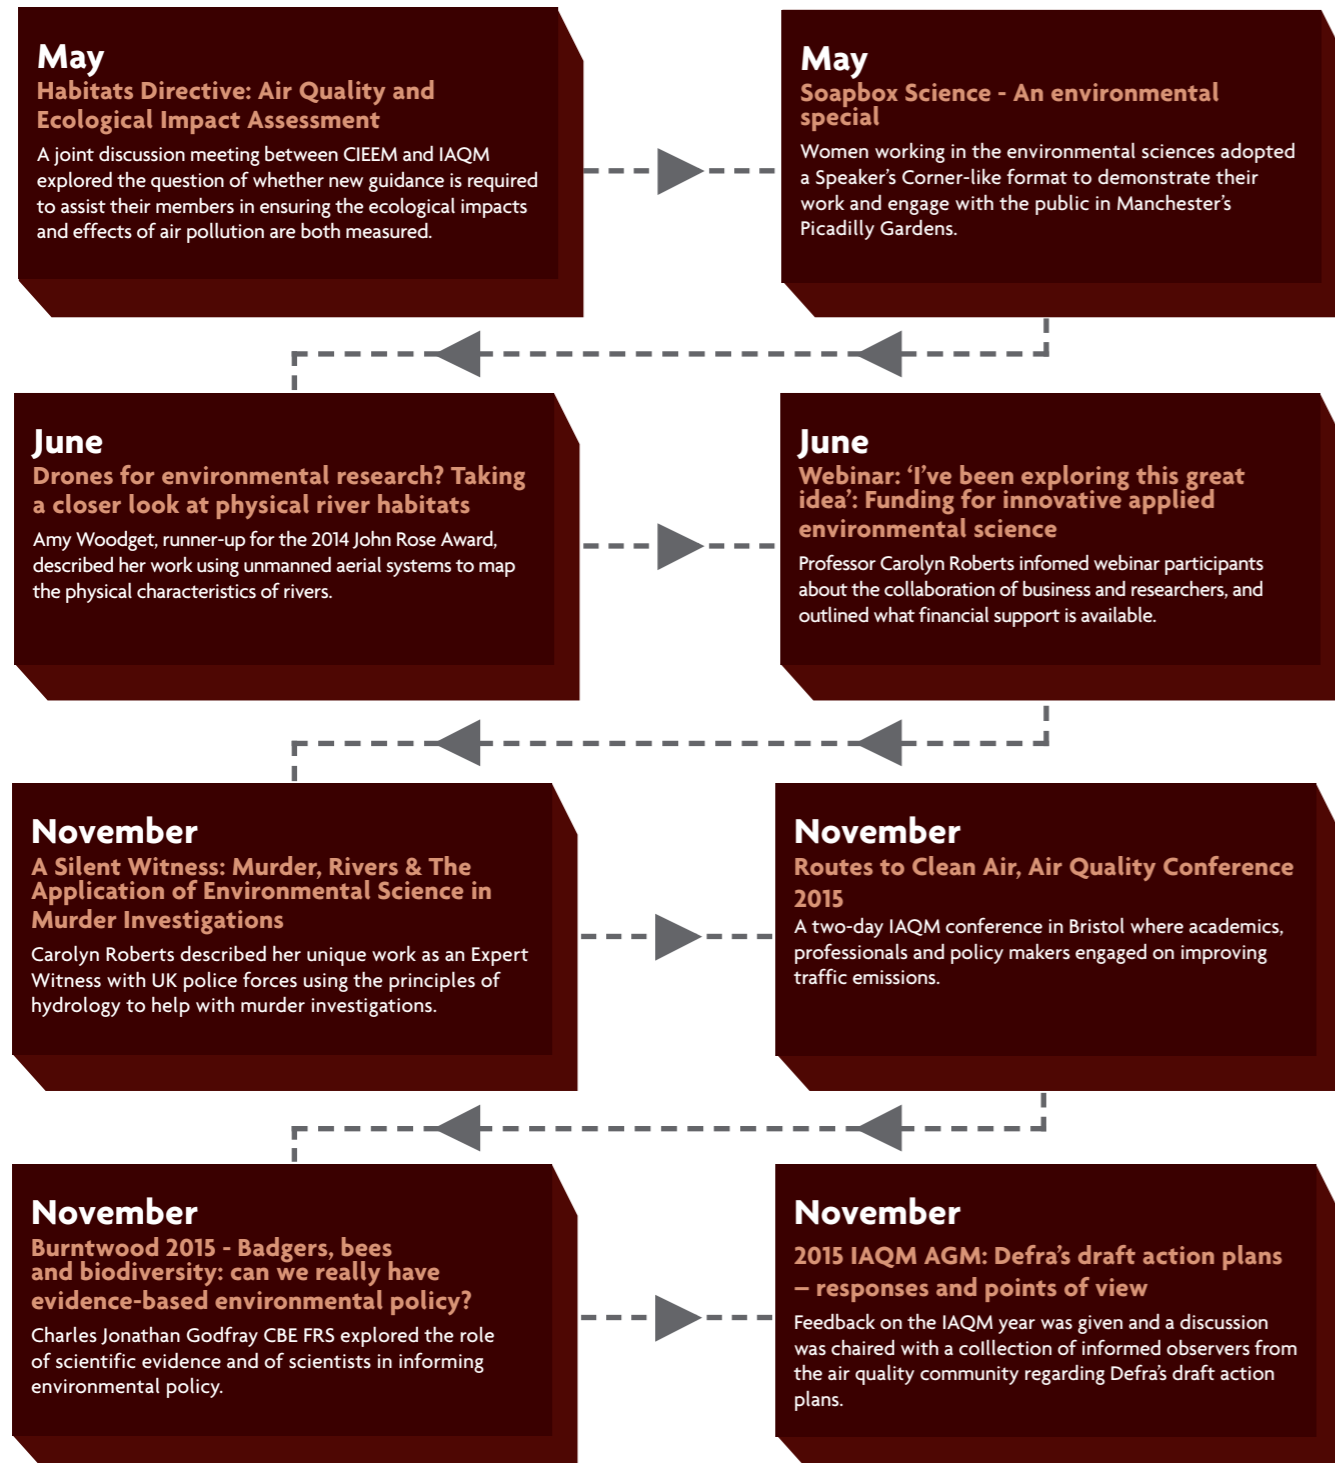 May
Habitats Directive: Air Quality and
Ecological Impact Assessment
A joint discussion meeting between CIEEM and IAQM
explored the question of whether new guidance is required
to assist their members in ensuring the ecological impacts
and effects of air pollution are both measured.
May
Soapbox Science - An environmental
special
Women working in the environmental sciences adopted
a Speaker's Corner-like format to demonstrate their
work and engage with the public in Manchester's
Picadilly Gardens.
June
Drones for environmental research? Taking
a closer look at physical river habitats
Amy Woodget, runner-up for the 2014 John Rose Award,
described her work using unmanned aerial systems to map
the physical characteristics of rivers.
June
Webinar: ‘I’ve been exploring this great
idea’: Funding for innovative applied
environmental science
Professor Carolyn Roberts infomed webinar participants
about the collaboration of business and researchers, and
outlined what financial support is available.
November
A Silent Witness: Murder, Rivers & The
Application of Environmental Science in
Murder Investigations
Carolyn Roberts described her unique work as an Expert
Witness with UK police forces using the principles of
hydrology to help with murder investigations.
November
Routes to Clean Air, Air Quality Conference
2015
A two-day IAQM conference in Bristol where academics,
professionals and policy makers engaged on improving
traffic emissions.
November
Burntwood 2015 - Badgers, bees
and biodiversity: can we really have
evidence-based environmental policy?
Charles Jonathan Godfray CBE FRS explored the role
of scientific evidence and of scientists in informing
environmental policy.
November
2015 IAQM AGM: Defra’s draft action plans
– responses and points of view
Feedback on the IAQM year was given and a discussion
was chaired with a colllection of informed observers from
the air quality community regarding Defra’s draft action
plans.